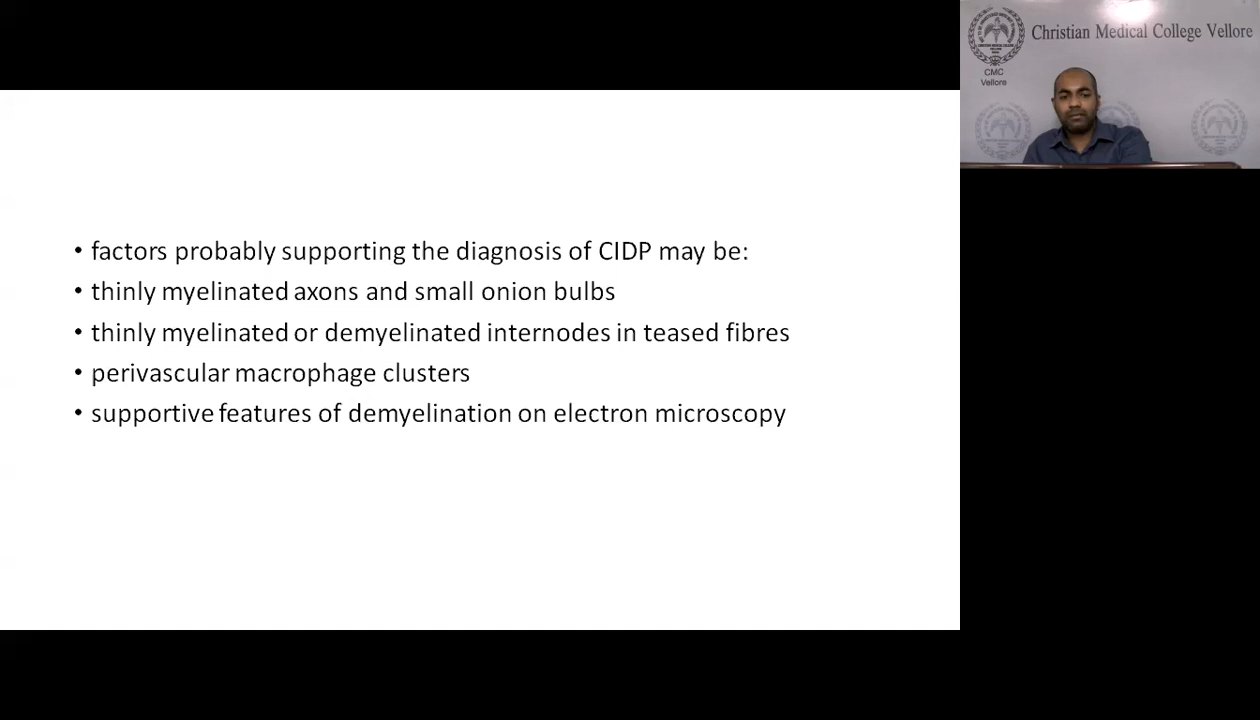 Christian Medical College Vellore
CMC
Vellore
• factors probably supporting the diagnosis of CIDP may be:
• thinly myelinated axons and small onion bulbs
• thinly myelinated or demyelinated internodes in teased fibres
• perivascular macrophage clusters
• supportive features of demyelination on electron microscopy